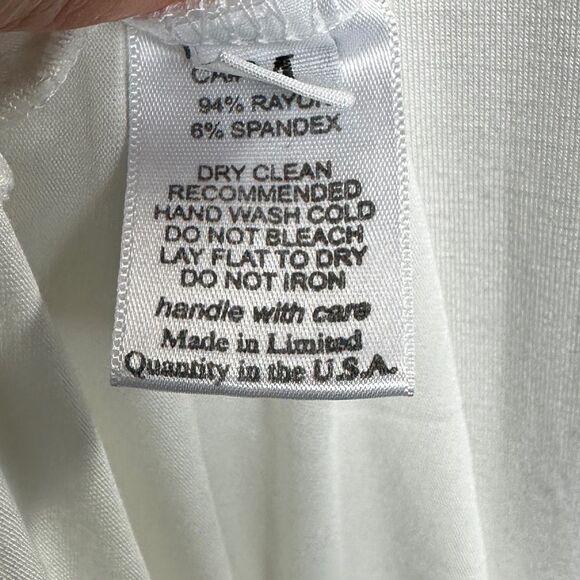 94% RAYON
6% SPANDEX
DRY CLEAN
RECOMMENDED
HAND WASH COLD
DO NOT BLEACH
LAY FLAT TO DRY
DO NOT IRON
handle with care
Made in Limited
Quantity in the U.S.A.